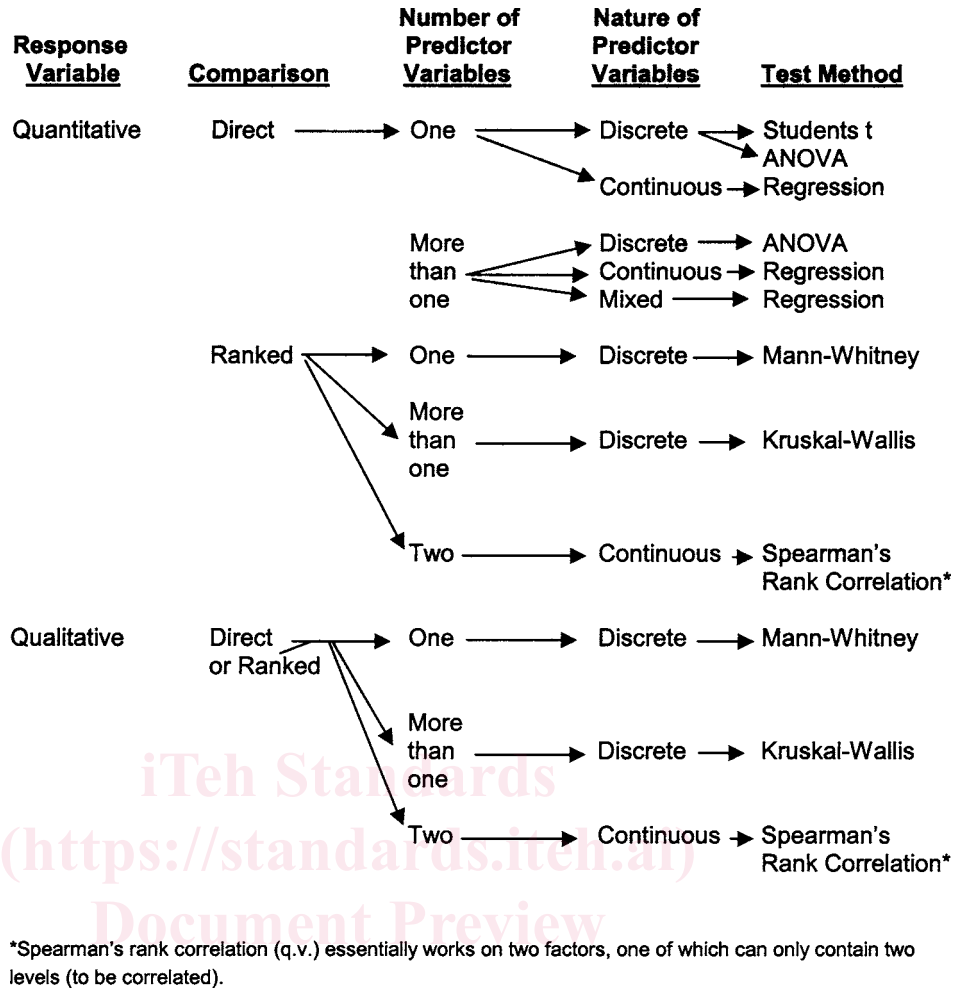 Response Variable Comparison Number of Predictor Variables Nature of Predictor Variables Test Method
Quantitative Direct One Discrete Students t
ANOVA
Continuous Regression
More than one Discrete ANOVA
Continuous Regression
Mixed Regression
Ranked One Discrete Mann-Whitney
More than one Discrete Kruskal-Wallis
Two Continuous Spearman's
Rank Correlation*
Qualitative Direct or Ranked One Discrete Mann-Whitney
More than one Discrete Kruskal-Wallis
Two Continuous Spearman's
Rank Correlation*
iTeh Standards
(https://standards.iteh.ai)
Document Preview
*Spearman's rank correlation (q.v.) essentially works on two factors, one of which can only contain two
levels (to be correlated).